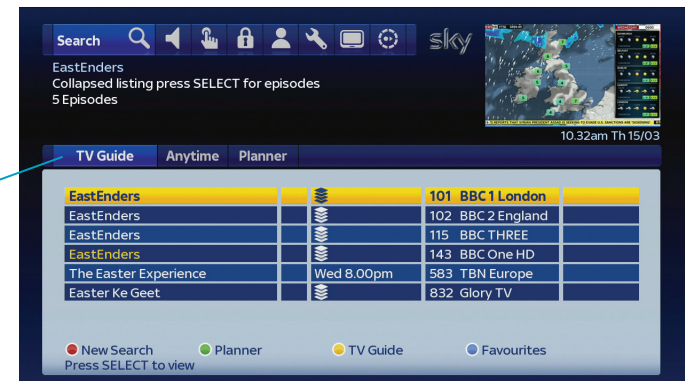 Search
sky
EastEnders
Collapsed listing press SELECT for episodes
5 Episodes
10.32am Th 15/03
TV Guide Anytime Planner
EastEnders 101 BBC 1 London
EastEnders 102 BBC 2 England
EastEnders 115 BBC THREE
EastEnders 143 BBC One HD
The Easter Experience Wed 8.00pm 583 TBN Europe
Easter Ke Geet 832 Glory TV
New Search Planner TV Guide Favourites
Press SELECT to view